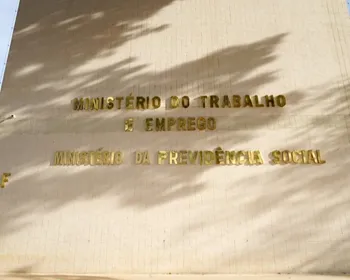 MINISTÉRIO DO TRABALHO
E EMPREGO
MINISTÉRIO DA PREVIDÊNCIA SOCIAL
F